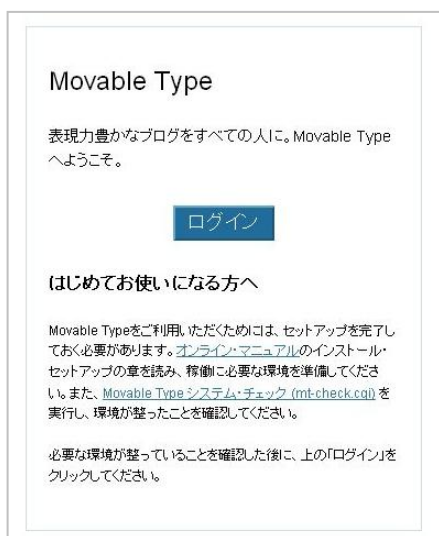 Movable Type
表現力豊かなブログをすべての人に。Movable Type
へようこそ。
ログイン
はじめてお使いになる方へ
Movable Typeをご利用いただくためには、セットアップを完了し
ておく必要があります。オンライン・マニュアルのインストール・
セットアップの章を読み、稼働に必要な環境を準備してくださ
い。また、Movable Type システム・チェック (mt-check.cgi) を
実行し、環境が整ったことを確認してください。
必要な環境が整っていることを確認した後に、上の「ログイン」を
クリックしてください。